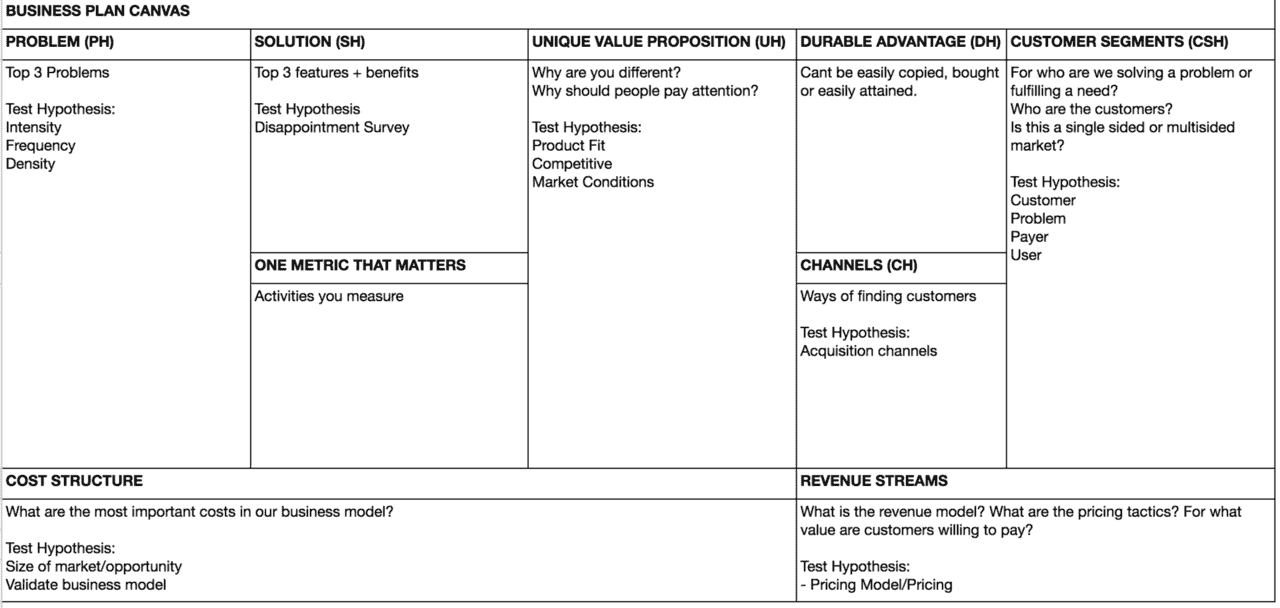 BUSINESS PLAN CANVAS
PROBLEM (PH)
Top 3 Problems
Test Hypothesis:
Intensity
Frequency
Density
SOLUTION (SH)
Top 3 features + benefits
Test Hypothesis
Disappointment Survey
ONE METRIC THAT MATTERS
Activities you measure
UNIQUE VALUE PROPOSITION (UH)
Why are you different?
Why should people pay attention?
Test Hypothesis:
Product Fit
Competitive
Market Conditions
DURABLE ADVANTAGE (DH)
Cant be easily copied, bought
or easily attained.
CHANNELS (CH)
Ways of finding customers
Test Hypothesis:
Acquisition channels
CUSTOMER SEGMENTS (CSH)
For who are we solving a problem or
fulfilling a need?
Who are the customers?
Is this a single sided or multisided
market?
Test Hypothesis:
Customer
Problem
Payer
User
COST STRUCTURE
What are the most important costs in our business model?
Test Hypothesis:
Size of market/opportunity
Validate business model
REVENUE STREAMS
What is the revenue model? What are the pricing tactics? For what
value are customers willing to pay?
Test Hypothesis:
- Pricing Model/Pricing